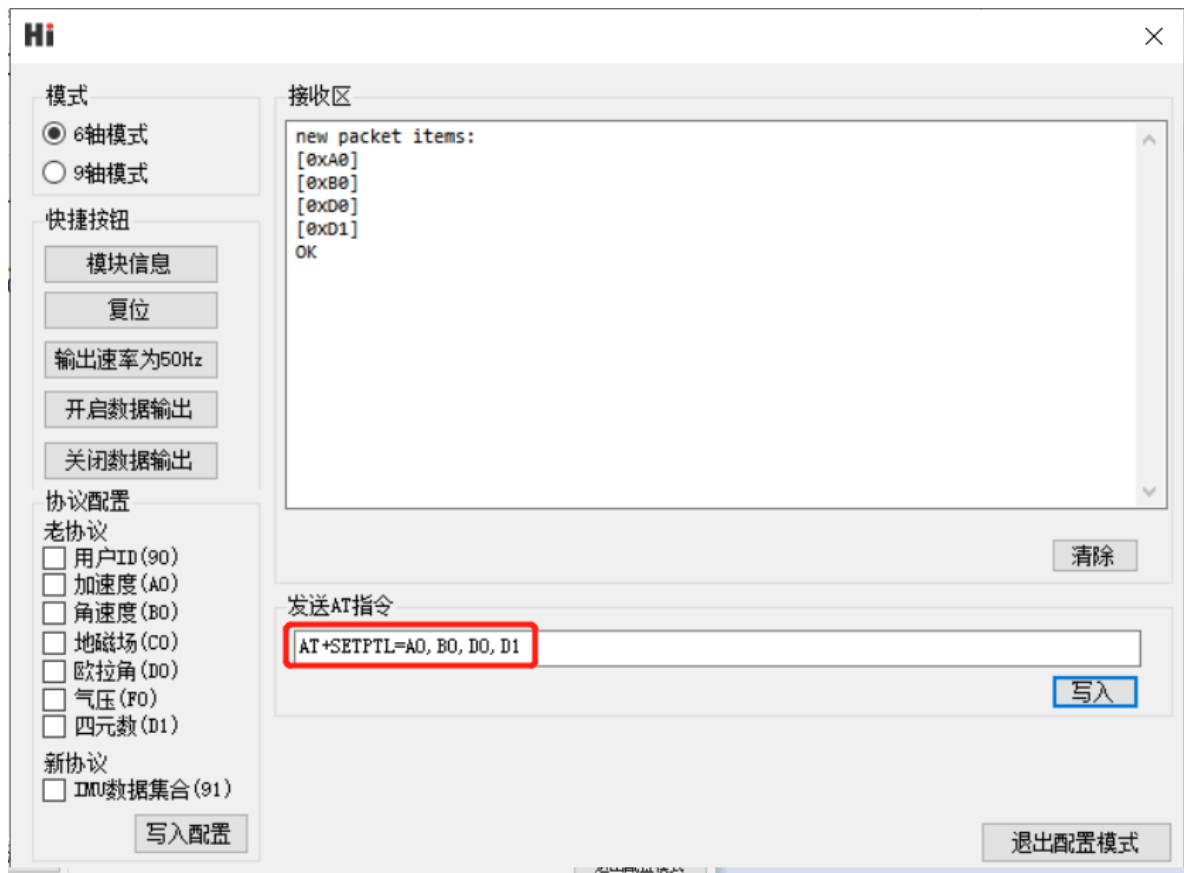 Hi
模式
6轴模式
9轴模式
快捷按钮
模块信息
复位
输出速率为50Hz
开启数据输出
关闭数据输出
协议配置
老协议
用户ID(90)
加速度(A0)
角速度(B0)
地磁场(C0)
欧拉角(D0)
气压(F0)
四元数(D1)
新协议
IMU数据集合(91)
写入配置
接收区
new packet items:
[0xA0]
[0xB0]
[0xD0]
[0xD1]
OK
清除
发送AT指令
AT+SETPTL=A0,B0,D0,D1
写入
退出配置模式